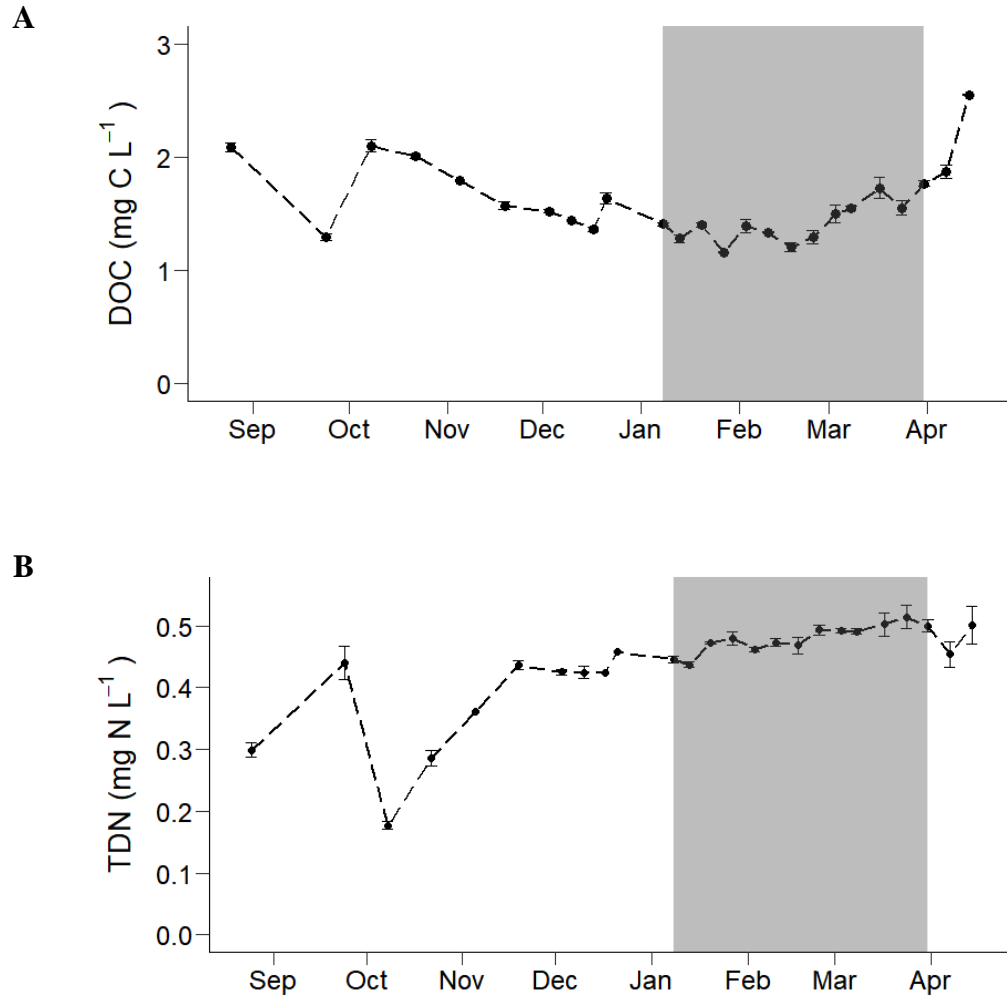 A
3
2
1
0
DOC (mg C L⁻¹ )
Sep Oct Nov Dec Jan Feb Mar Apr
B
0.5
0.4
0.3
0.2
0.1
0.0
TDN (mg N L⁻¹ )
Sep Oct Nov Dec Jan Feb Mar Apr